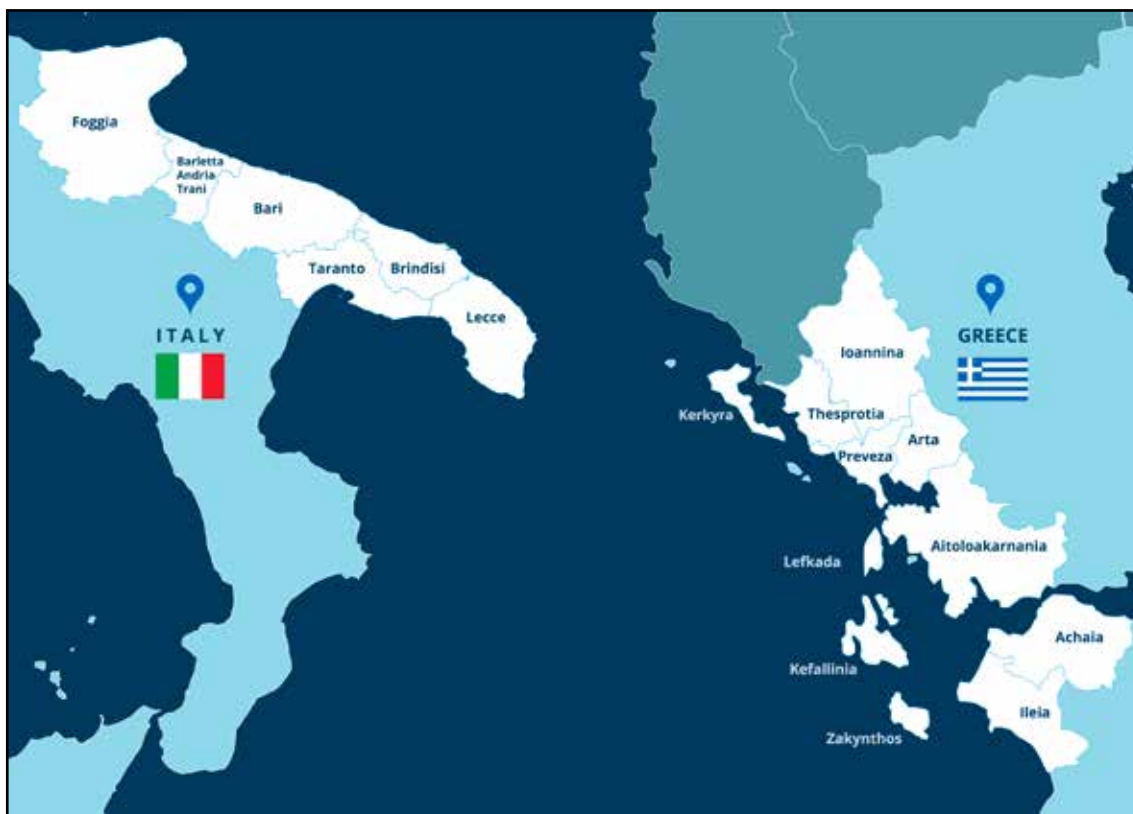 Foggia
Barletta
Andria
Trani
Bari
Taranto
Brindisi
Lecce
ITALY
GREECE
Ioannina
Kerkyra
Thesprotia
Arta
Preveza
Aitoloakarnania
Lefkada
Achaia
Kefallinia
Ileia
Zakynthos